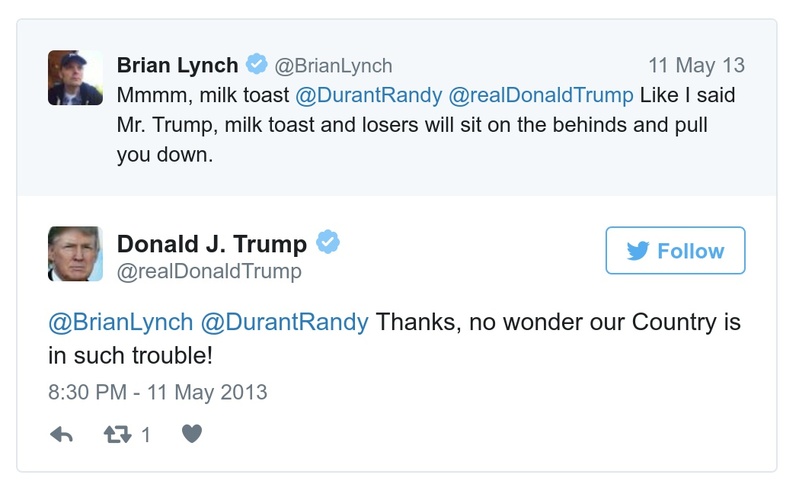 Brian Lynch @BrianLynch 11 May 13
Mmmm, milk toast @DurantRandy @realDonaldTrump Like I said
Mr. Trump, milk toast and losers will sit on the behinds and pull
you down.
Donald J. Trump
@realDonaldTrump
Follow
@BrianLynch @DurantRandy Thanks, no wonder our Country is
in such trouble!
8:30 PM - 11 May 2013
1